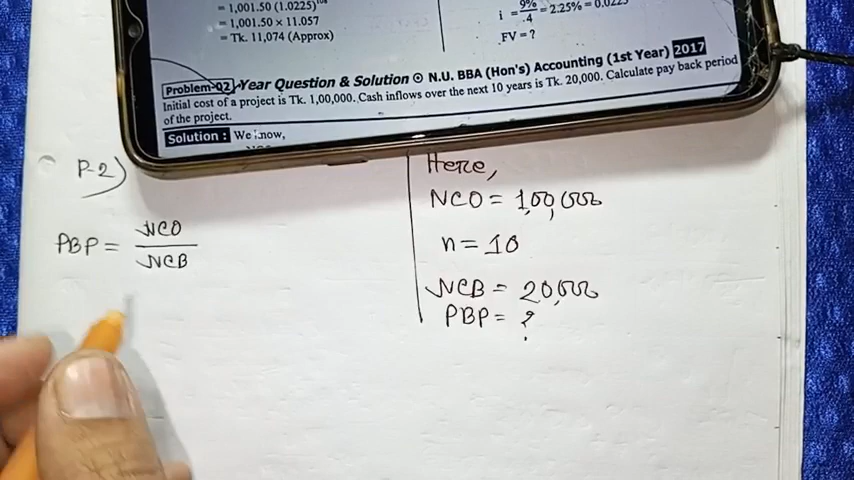 = 1,001.50 (1.0225)¹⁰⁸
= 1,001.50 × 11.057
= Tk. 11,074 (Approx)
i = 9%/.4 = 2.25% = 0.0225
FV = ?
Problem-02 Year Question & Solution ⊙ N.U. BBA (Hon's) Accounting (1st Year) 2017
Initial cost of a project is Tk. 1,00,000. Cash inflows over the next 10 years is Tk. 20,000. Calculate pay back period
of the project.
Solution : We know,
P-2)
PBP = NCO/NCB
Here,
NCO = 1,00,000
n = 10
NCB = 20,000
PBP = ?